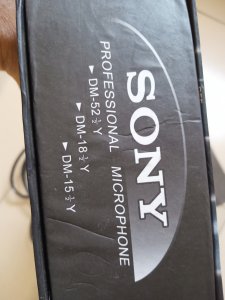 SONY
PROFESSIONAL MICROPHONE
▶ DM-52½Y
▶ DM-18½Y
▶ DM-15½Y